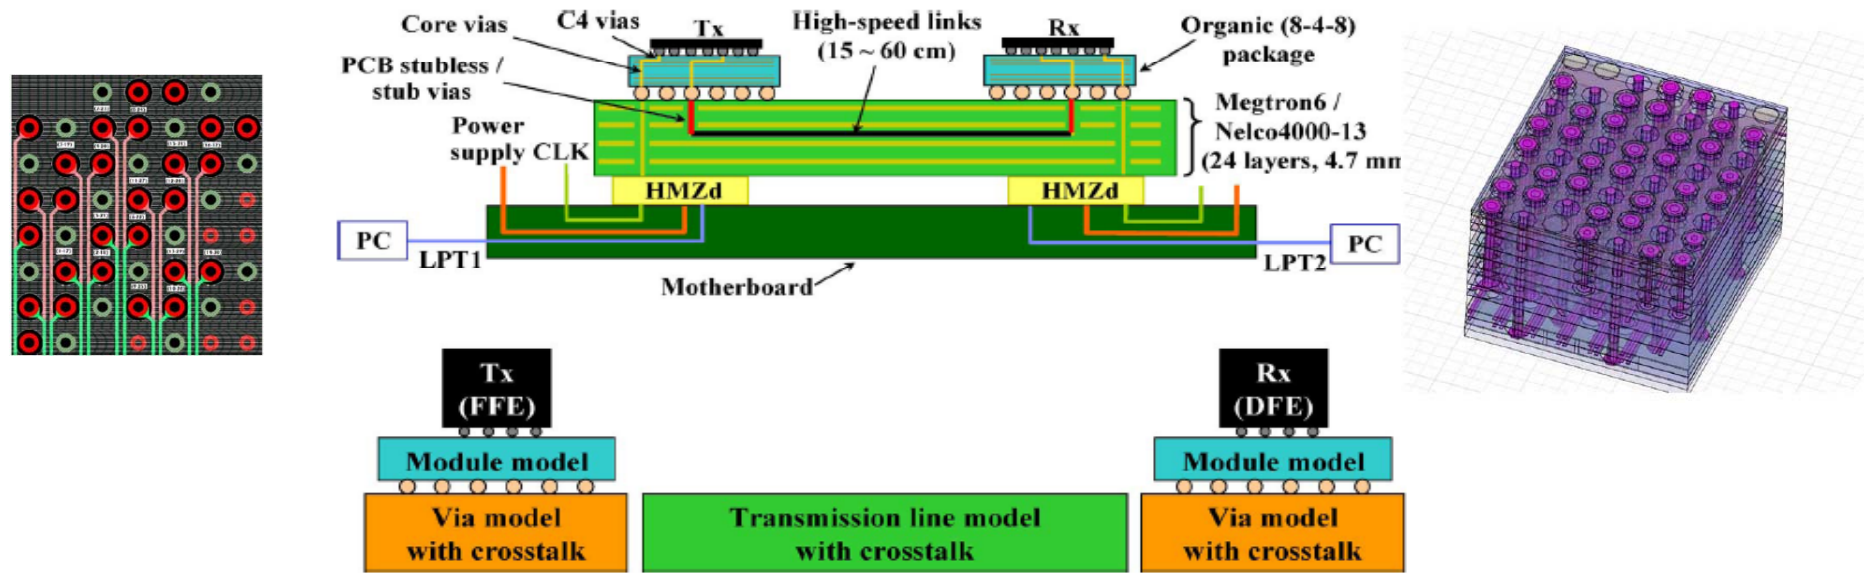 Core vias
C4 vias
Tx
High-speed links
(15 ~ 60 cm)
Rx
Organic (8-4-8)
package
PCB stubless /
stub vias
Megtron6 /
Nelco4000-13
(24 layers, 4.7 mm
Power
supply
CLK
HMZd
HMZd
PC
LPT1
LPT2
PC
Motherboard
Tx
(FFE)
Rx
(DFE)
Module model
Module model
Via model
with crosstalk
Transmission line model
with crosstalk
Via model
with crosstalk